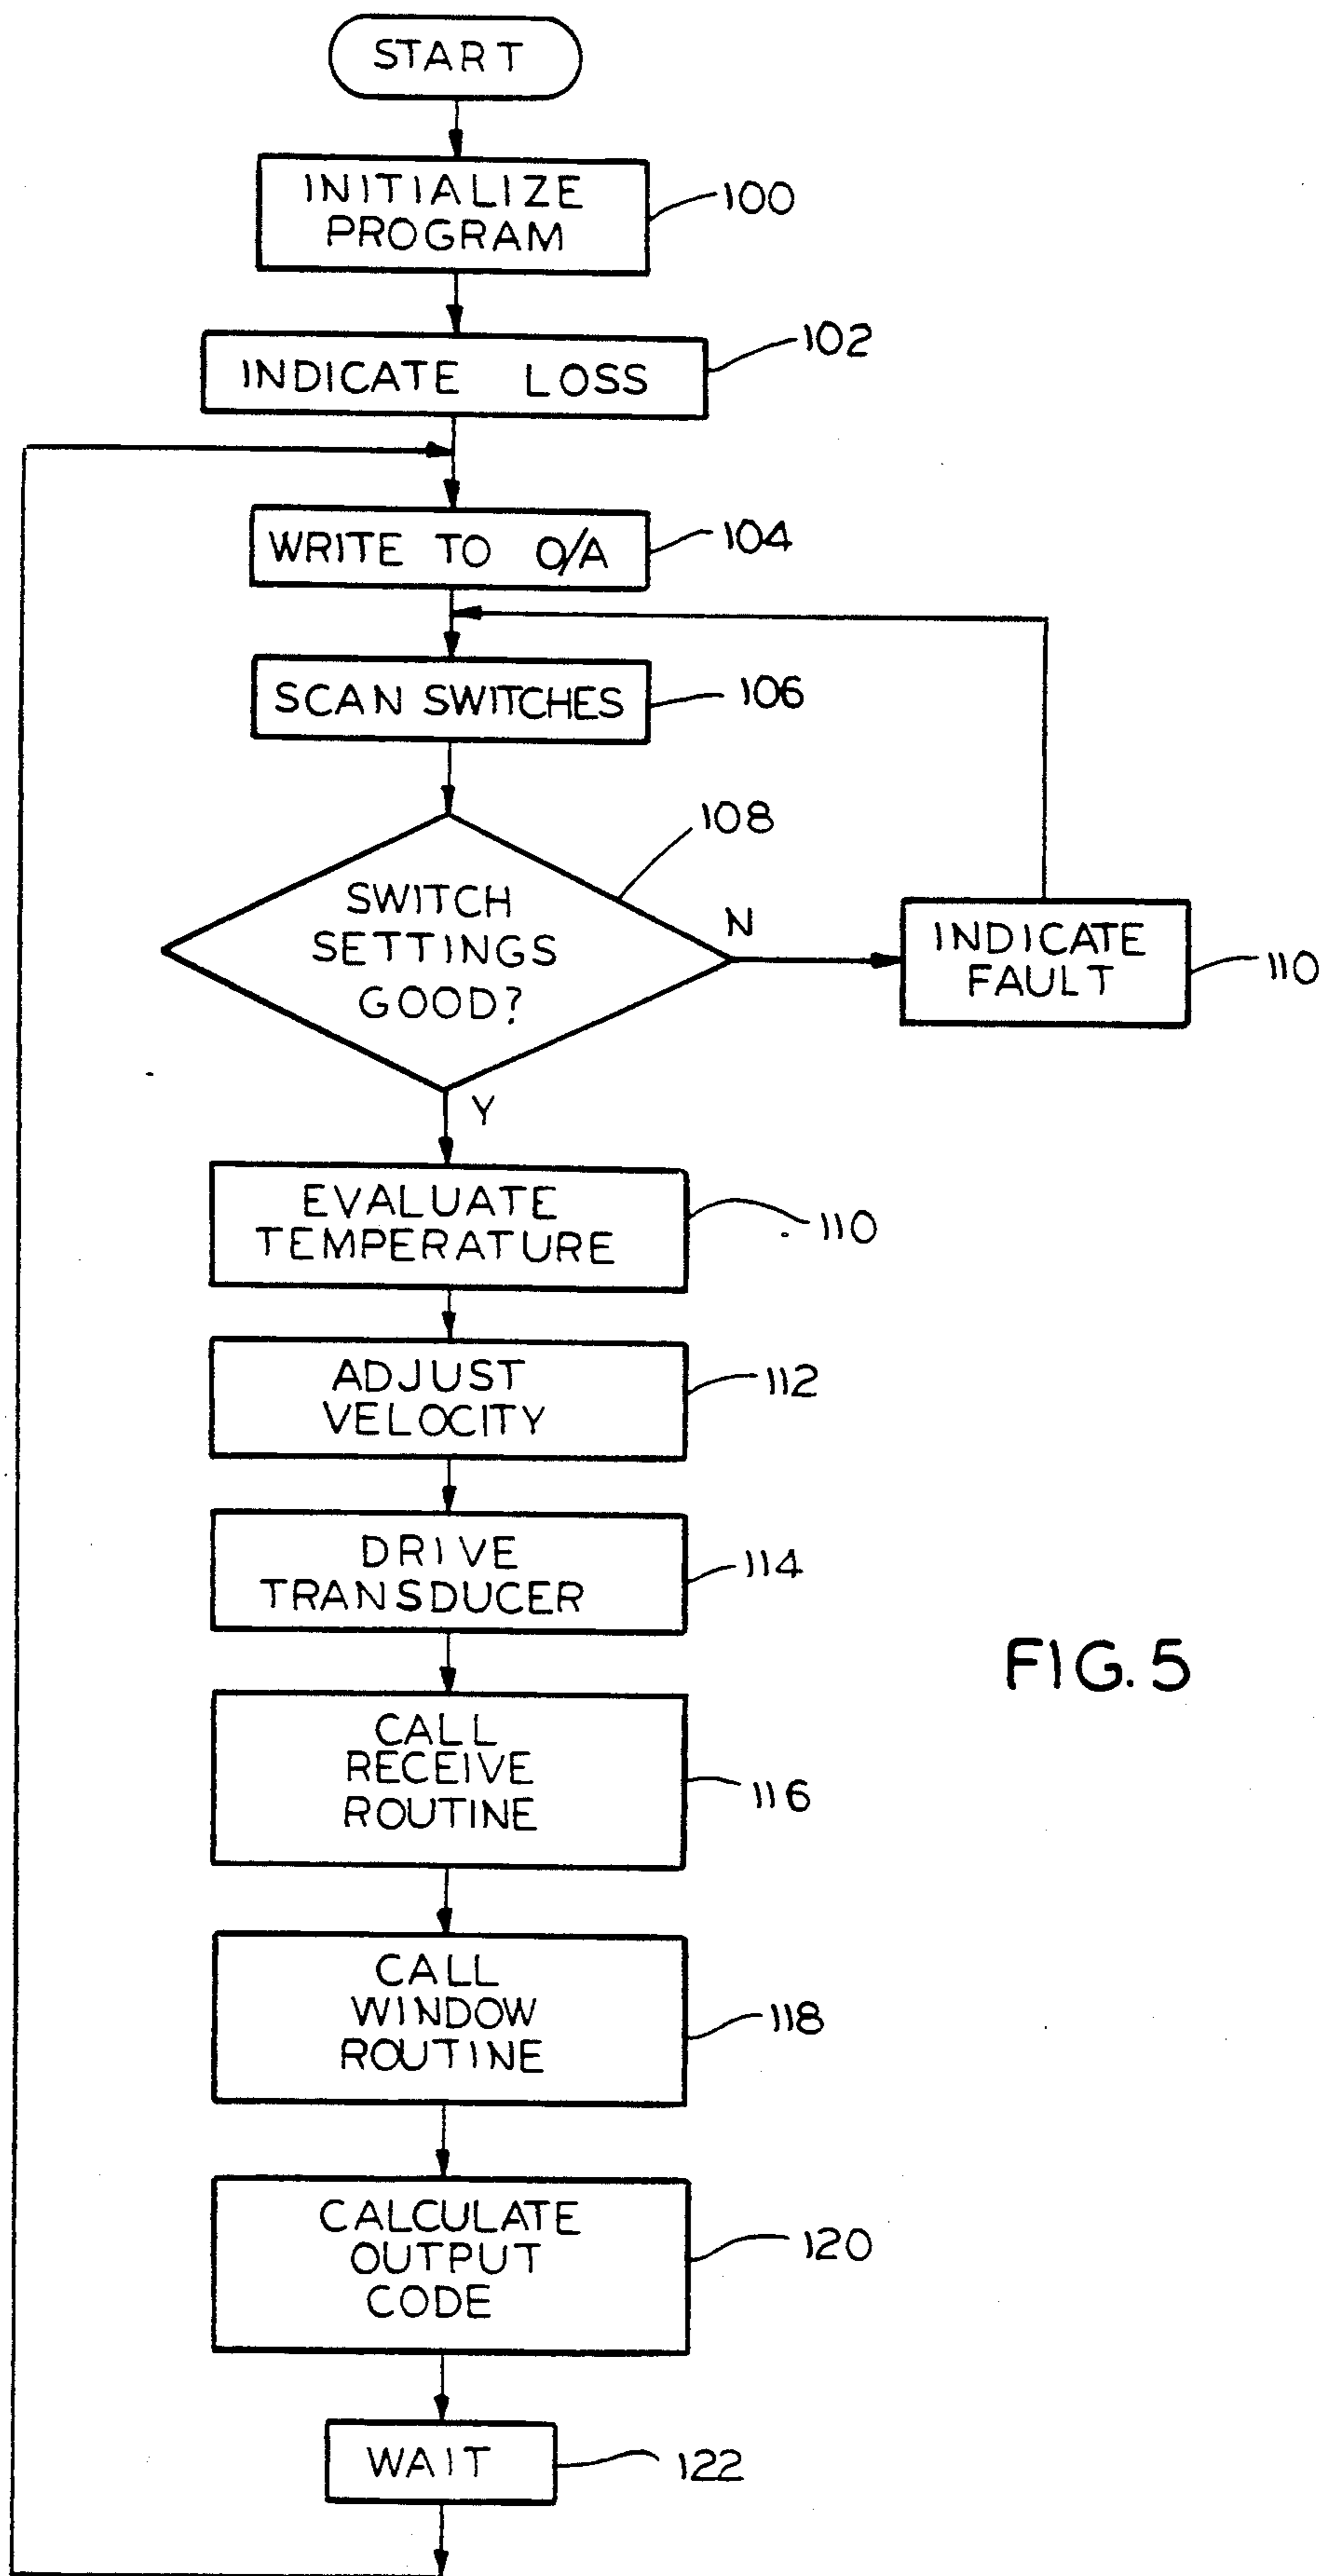 START
INITIALIZE
PROGRAM
100
INDICATE LOSS
102
WRITE TO O/A
104
SCAN SWITCHES
106
SWITCH
SETTINGS
GOOD?
108
N
INDICATE
FAULT
110
Y
EVALUATE
TEMPERATURE
110
ADJUST
VELOCITY
112
DRIVE
TRANSDUCER
114
FIG. 5
CALL
RECEIVE
ROUTINE
116
CALL
WINDOW
ROUTINE
118
CALCULATE
OUTPUT
CODE
120
WAIT
122